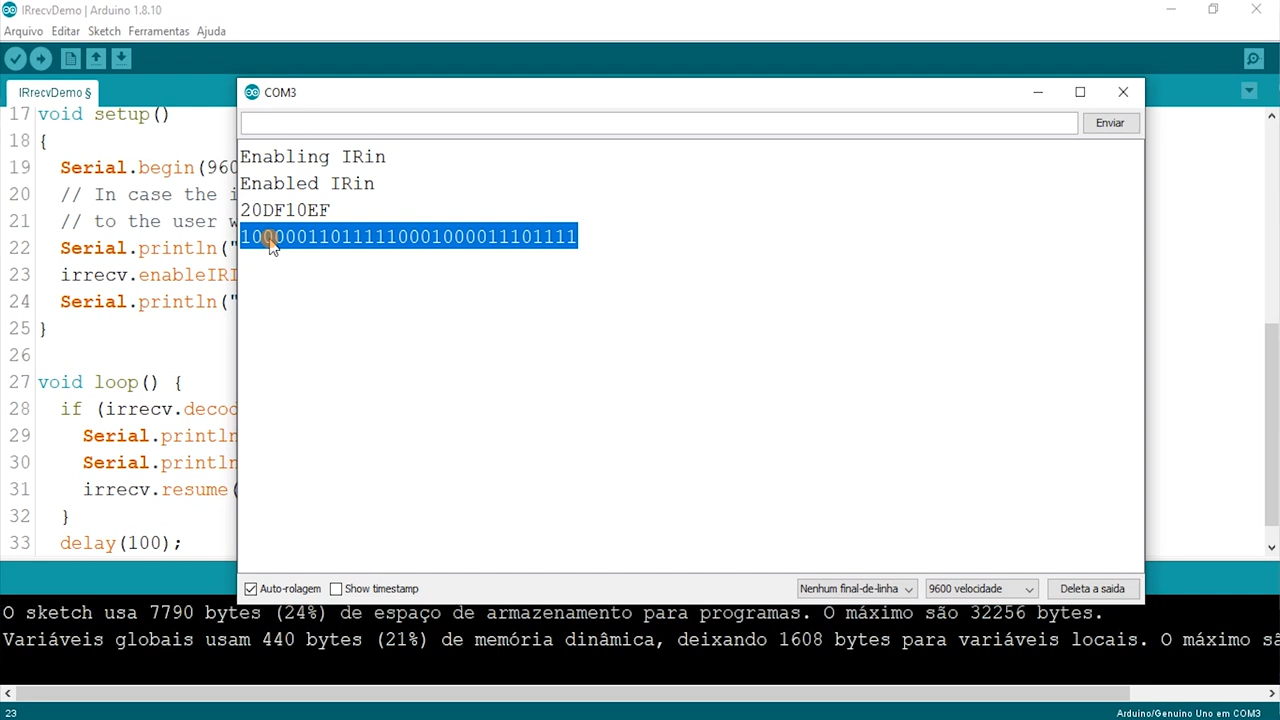 IRrecvDemo | Arduino 1.8.10
Arquivo Editar Sketch Ferramentas Ajuda
IRrecvDemo §
17 void setup()
18 {
19 Serial.begin(960
20 // In case the i
21 // to the user w
22 Serial.println("
23 irrecv.enableIRI
24 Serial.println("
25 }
26
27 void loop() {
28 if (irrecv.decod
29 Serial.println
30 Serial.println
31 irrecv.resume(
32 }
33 delay(100);
COM3
Enviar
Enabling IRin
Enabled IRin
20DF10EF
100000110111110001000011101111
Auto-rolagem Show timestamp Nenhum final-de-linha 9600 velocidade Deleta a saida
O sketch usa 7790 bytes (24%) de espaço de armazenamento para programas. O máximo são 32256 bytes.
Variáveis globais usam 440 bytes (21%) de memória dinâmica, deixando 1608 bytes para variáveis locais. O máximo sã
23 Arduino/Genuino Uno em COM3